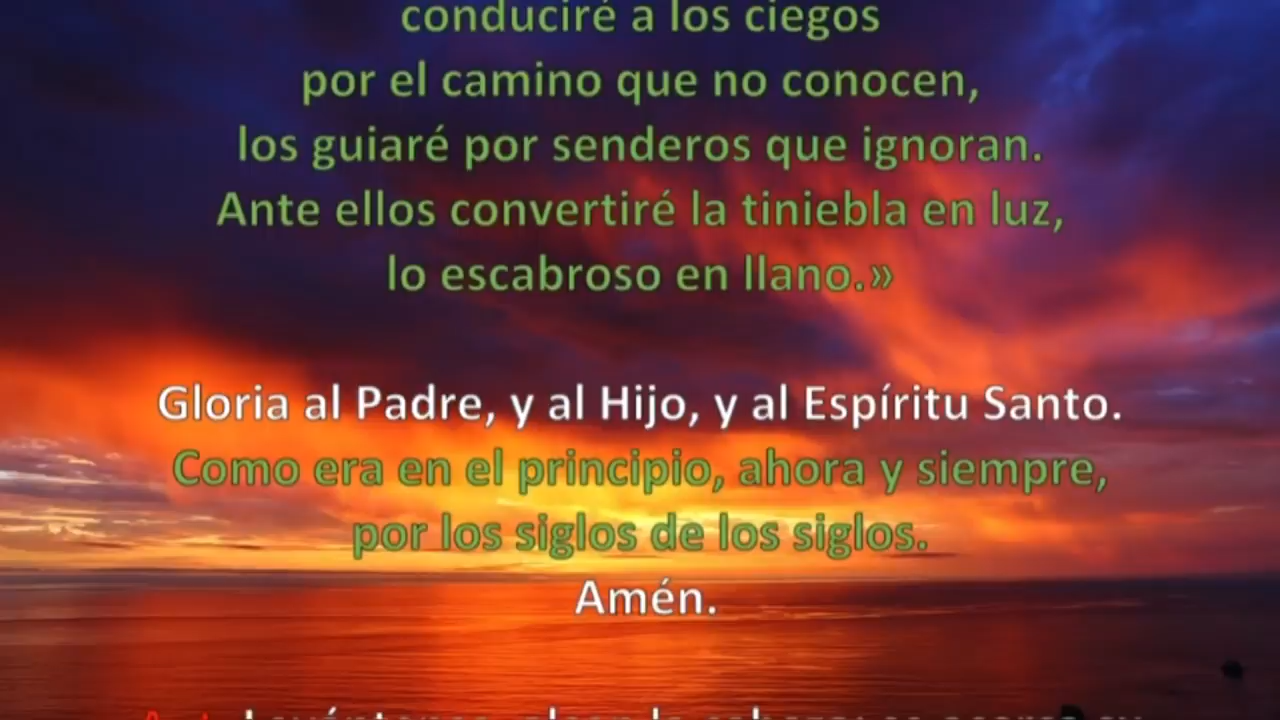 conduciré a los ciegos
por el camino que no conocen,
los guiaré por senderos que ignoran.
Ante ellos convertiré la tiniebla en luz,
lo escabroso en llano.»
Gloria al Padre, y al Hijo, y al Espíritu Santo.
Como era en el principio, ahora y siempre,
por los siglos de los siglos.
Amén.